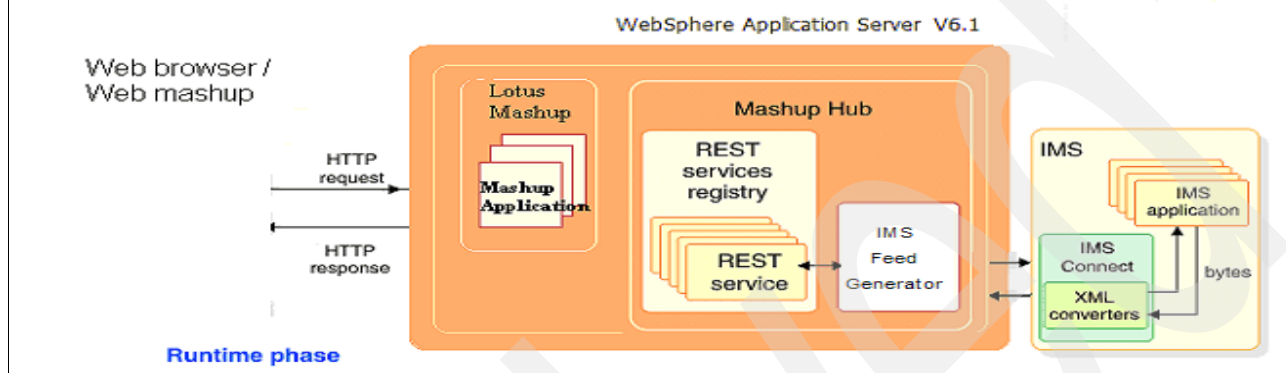 WebSphere Application Server V6.1
Web browser /
Web mashup
HTTP
request
HTTP
response
Runtime phase
Lotus
Mashup
Mashup
Application
Mashup Hub
REST
services
registry
REST
service
IMS
Feed
Generator
IMS
IMS
application
IMS
Connect
XML
converters
bytes